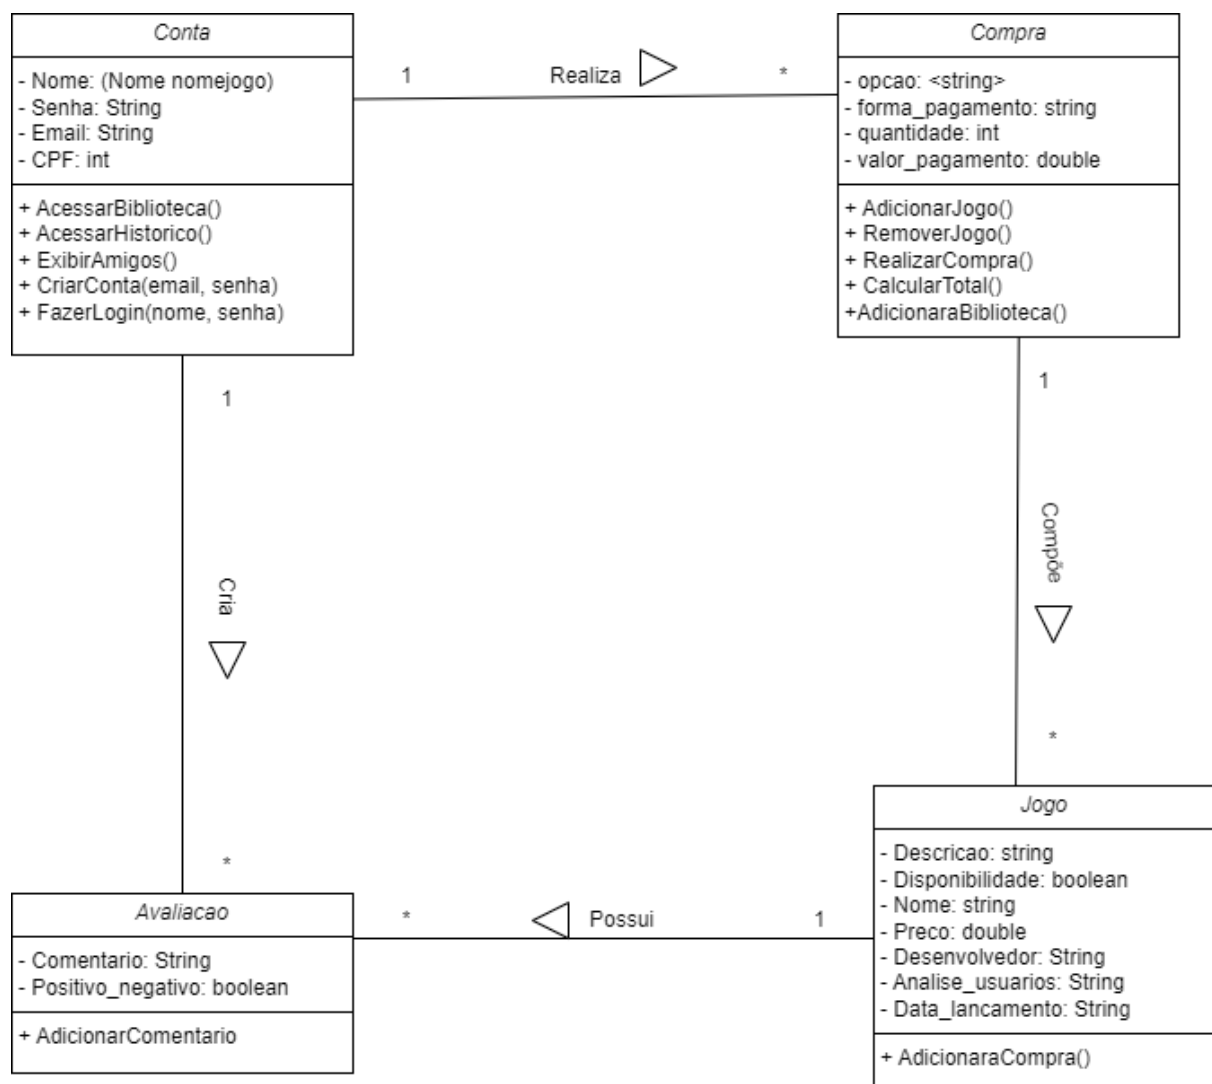 Conta
- Nome: (Nome nomejogo)
- Senha: String
- Email: String
- CPF: int
+ AcessarBiblioteca()
+ AcessarHistorico()
+ ExibirAmigos()
+ CriarConta(email, senha)
+ FazerLogin(nome, senha)
1
Realiza
*
Compra
- opcao: <string>
- forma_pagamento: string
- quantidade: int
- valor_pagamento: double
+ AdicionarJogo()
+ RemoverJogo()
+ RealizarCompra()
+ CalcularTotal()
+AdicionaraBiblioteca()
1
Cria
*
1
Compõe
*
Avaliacao
- Comentario: String
- Positivo_negativo: boolean
+ AdicionarComentario
*
Possui
1
Jogo
- Descricao: string
- Disponibilidade: boolean
- Nome: string
- Preco: double
- Desenvolvedor: String
- Analise_usuarios: String
- Data_lancamento: String
+ AdicionaraCompra()